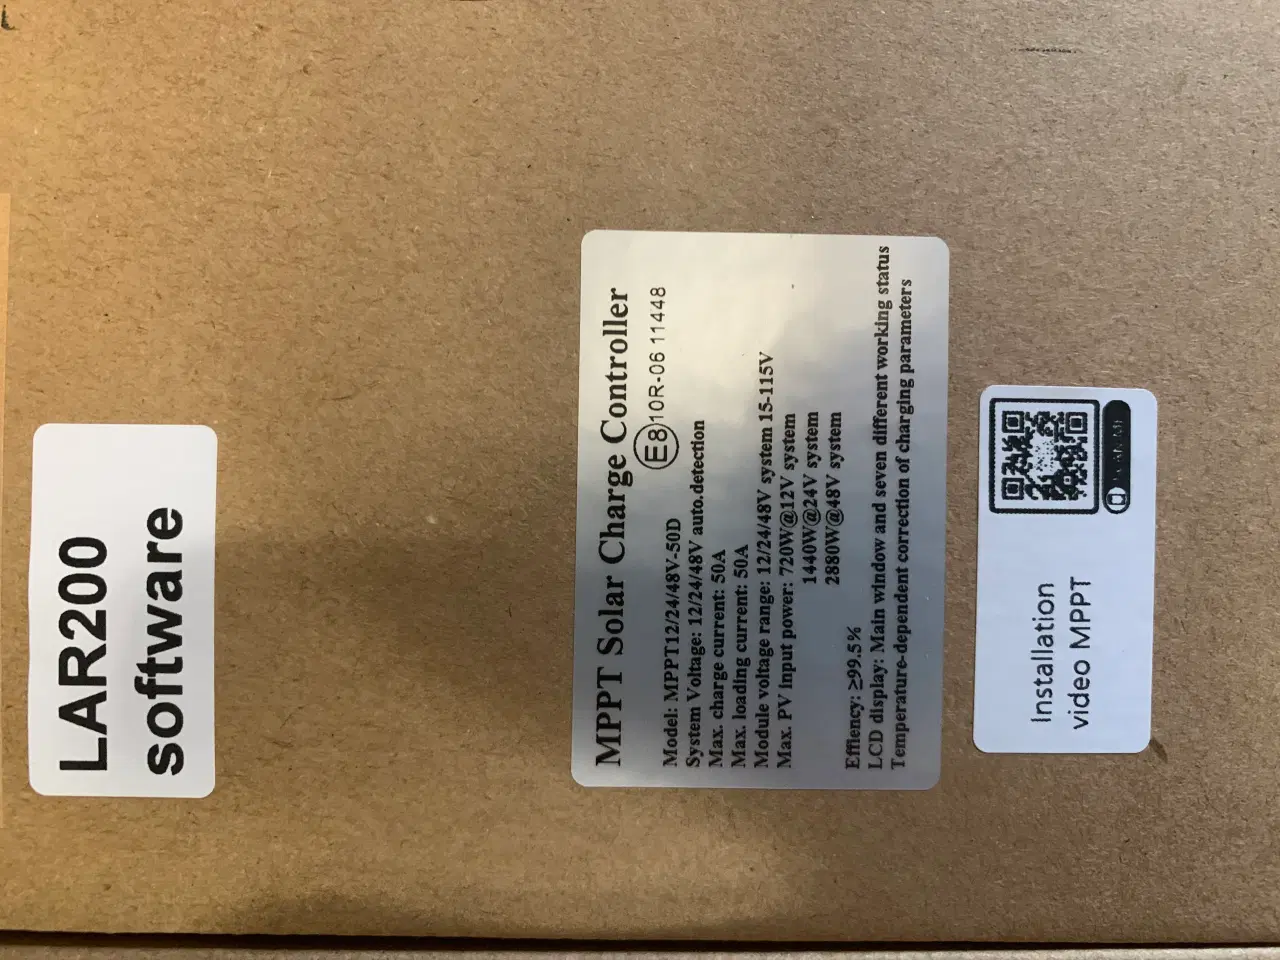 LAR200
software
MPPT Solar Charge Controller
E8 10R-06 11448
Model: MPPT12/24/48V-50D
System Voltage: 12/24/48V auto.detection
Max. charge current: 50A
Max. loading current: 50A
Module voltage range: 12/24/48V system 15-115V
Max. PV input power: 720W@12V system
1440W@24V system
2880W@48V system
Effiency: ≥99.5%
LCD display: Main window and seven different working status
Temperature-dependent correction of charging parameters
Installation
video MPPT